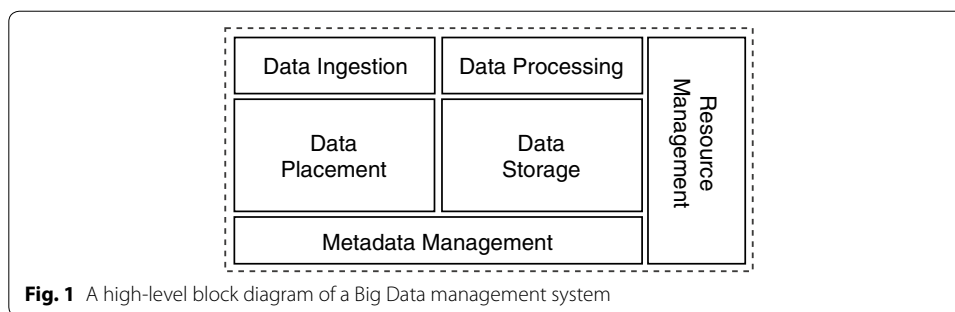 Data Ingestion
Data Processing
Data
Placement
Data
Storage
Resource
Management
Metadata Management
Fig. 1 A high-level block diagram of a Big Data management system